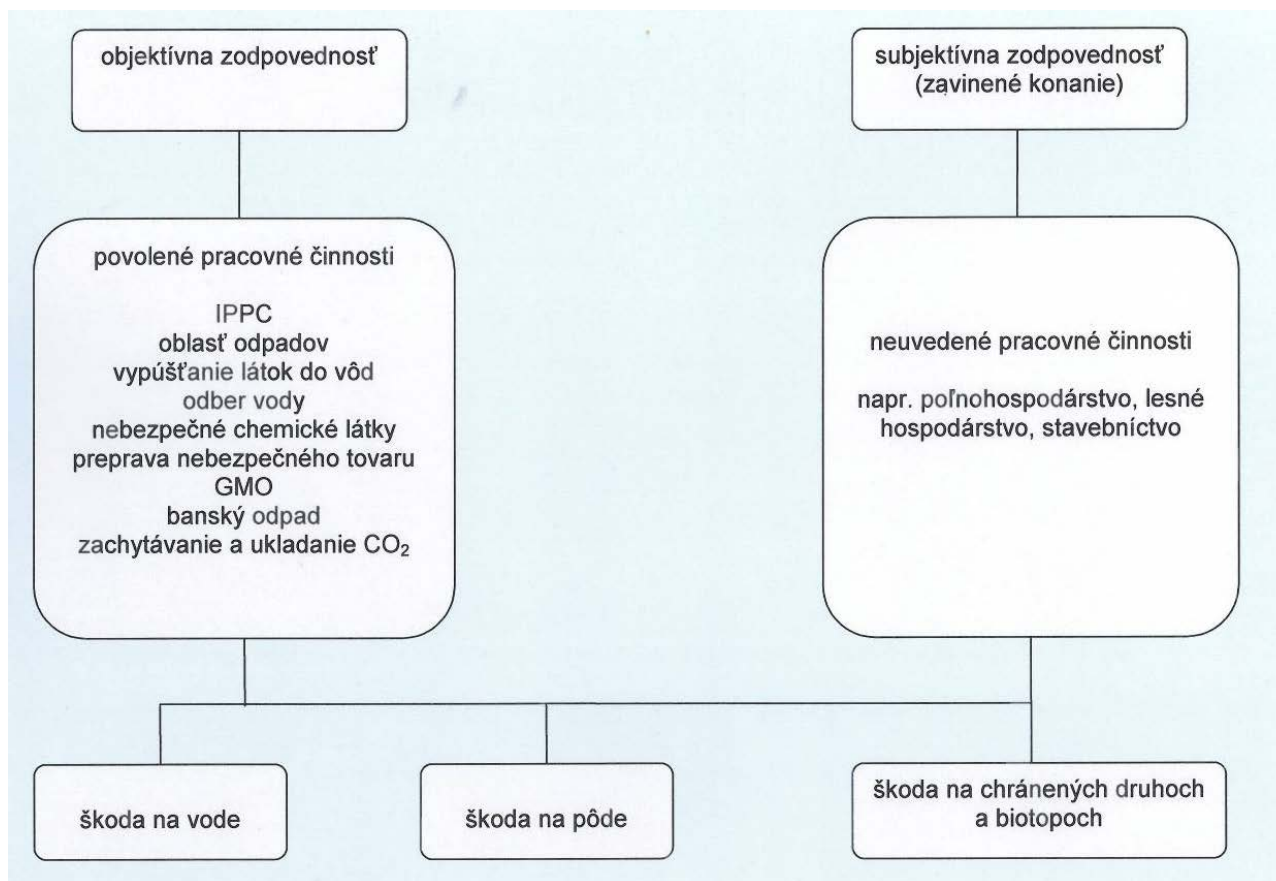 objektívna zodpovednosť
subjektívna zodpovednosť
(zavinené konanie)
povolené pracovné činnosti
IPPC
oblasť odpadov
vypúšťanie látok do vôd
odber vody
nebezpečné chemické látky
preprava nebezpečného tovaru
GMO
banský odpad
zachytávanie a ukladanie CO₂
neuvedené pracovné činnosti
napr. poľnohospodárstvo, lesné
hospodárstvo, stavebníctvo
škoda na vode
škoda na pôde
škoda na chránených druhoch
a biotopoch